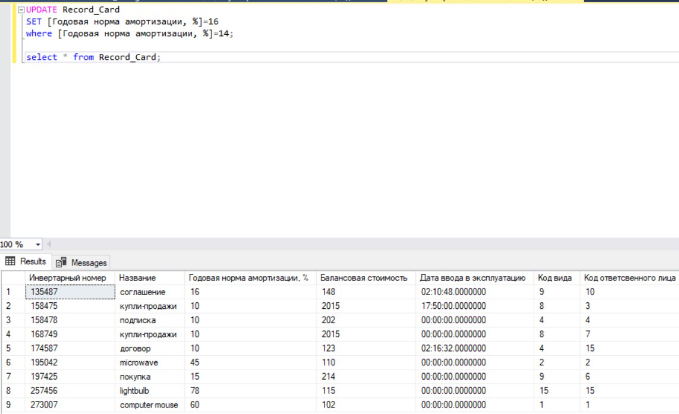 UPDATE Record_Card
SET [Годовая норма амортизации, %]=16
where [Годовая норма амортизации, %]=14;
select * from Record_Card;
100 %
Results Messages
Инвертарный номер Название Годовая норма амортизации, % Балансовая стоимость Дата ввода в эксплуатацию Код вида Код ответсвенного лица
1 135487 соглашение 16 148 02:10:48.0000000 9 10
2 158475 купли-продажи 10 2015 17:50:00.0000000 8 3
3 158478 подписка 10 202 00:00:00.0000000 4 4
4 168749 купли-продажи 10 2015 00:00:00.0000000 8 7
5 174587 договор 10 123 02:16:32.0000000 4 15
6 195042 microwave 45 110 00:00:00.0000000 2 2
7 197425 покупка 15 214 00:00:00.0000000 9 6
8 257456 lightbulb 78 115 00:00:00.0000000 15 15
9 273007 computer mouse 60 102 00:00:00.0000000 1 1